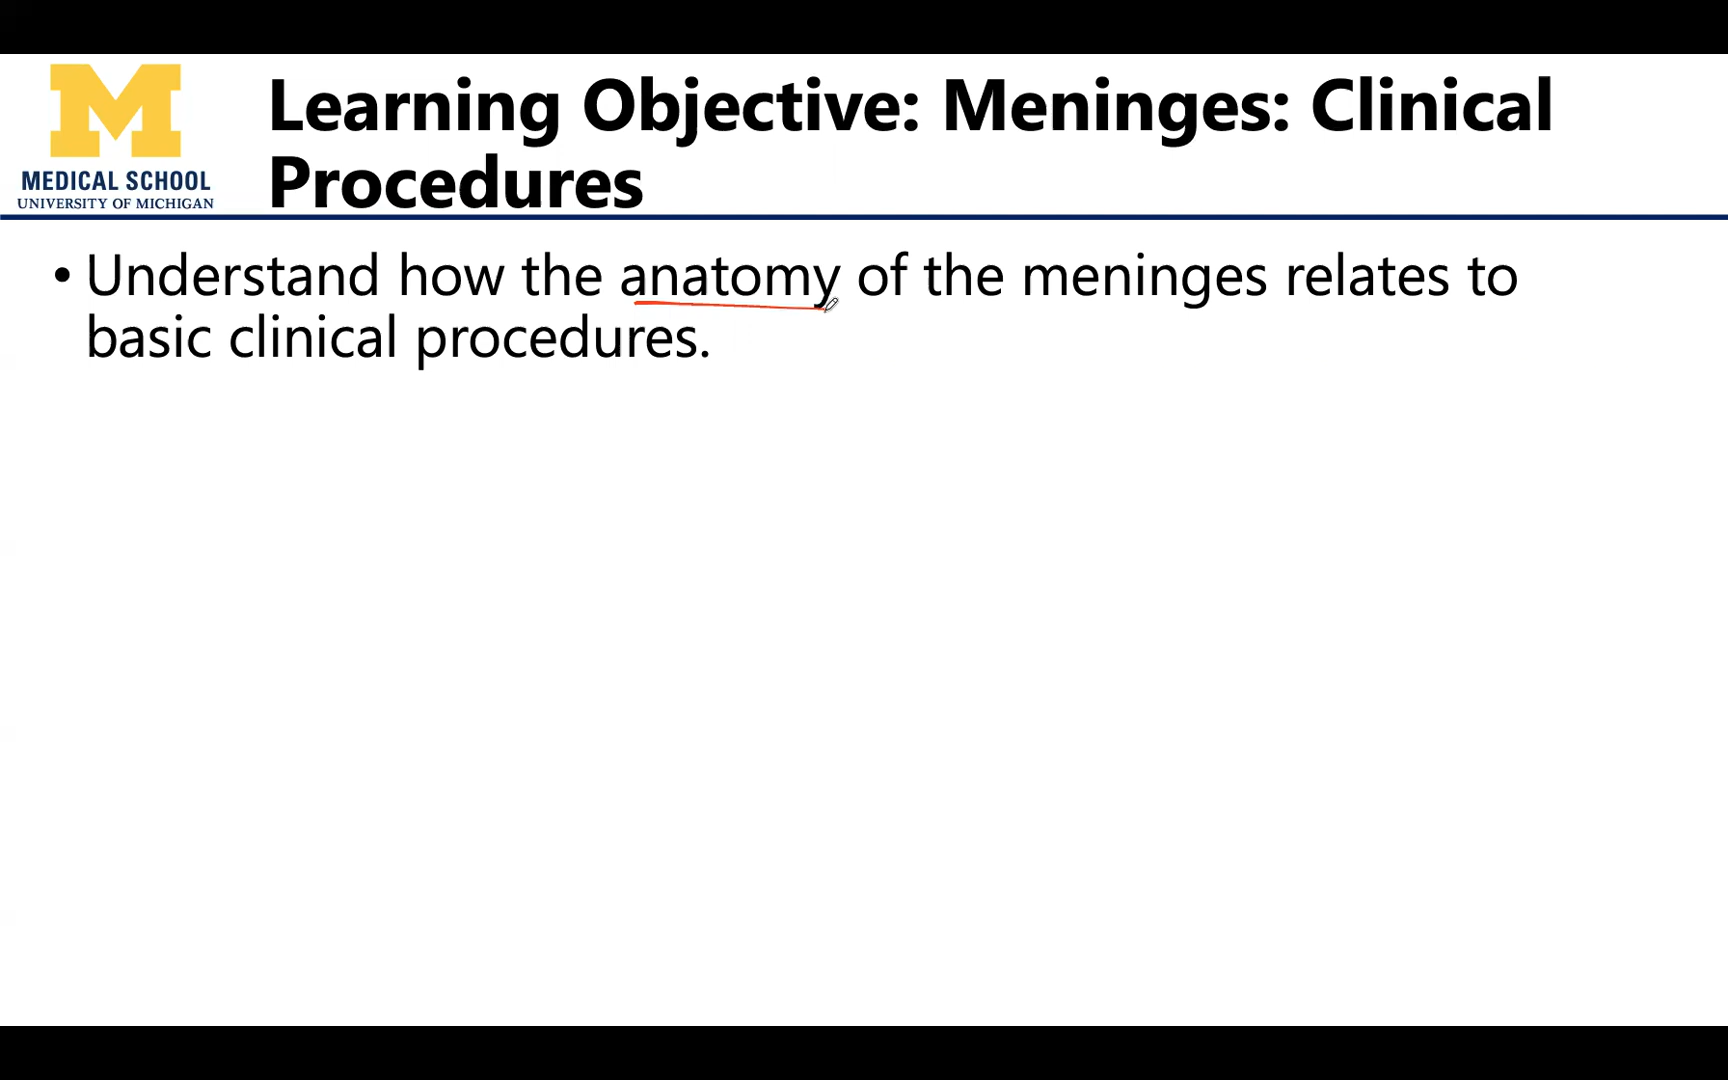 M
MEDICAL SCHOOL
UNIVERSITY OF MICHIGAN
Learning Objective: Meninges: Clinical
Procedures
• Understand how the anatomy of the meninges relates to
basic clinical procedures.